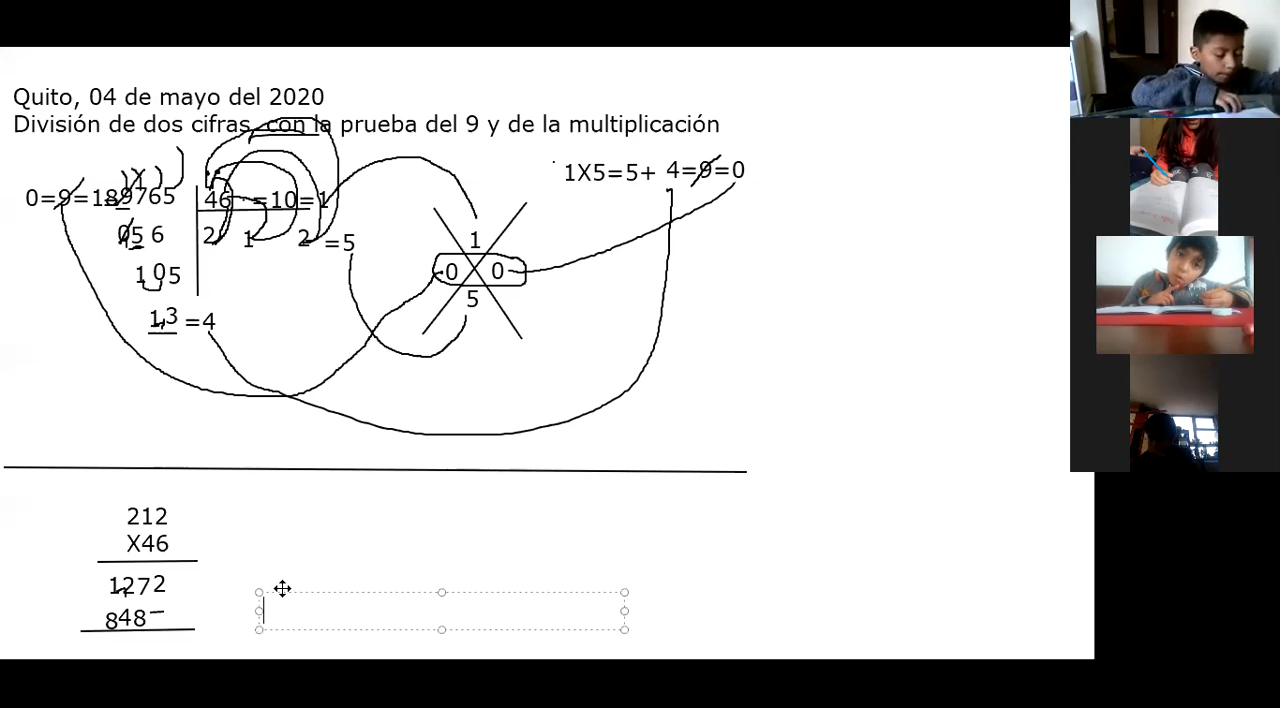 Quito, 04 de mayo del 2020
División de dos cifras, con la prueba del 9 y de la multiplicación
1X5=5+ 4=9=0
0=9=18 9765 46 =10=1
05 6 2 1 2 =5
105
13 =4
1
0 0
5
212
X46
1272
848-